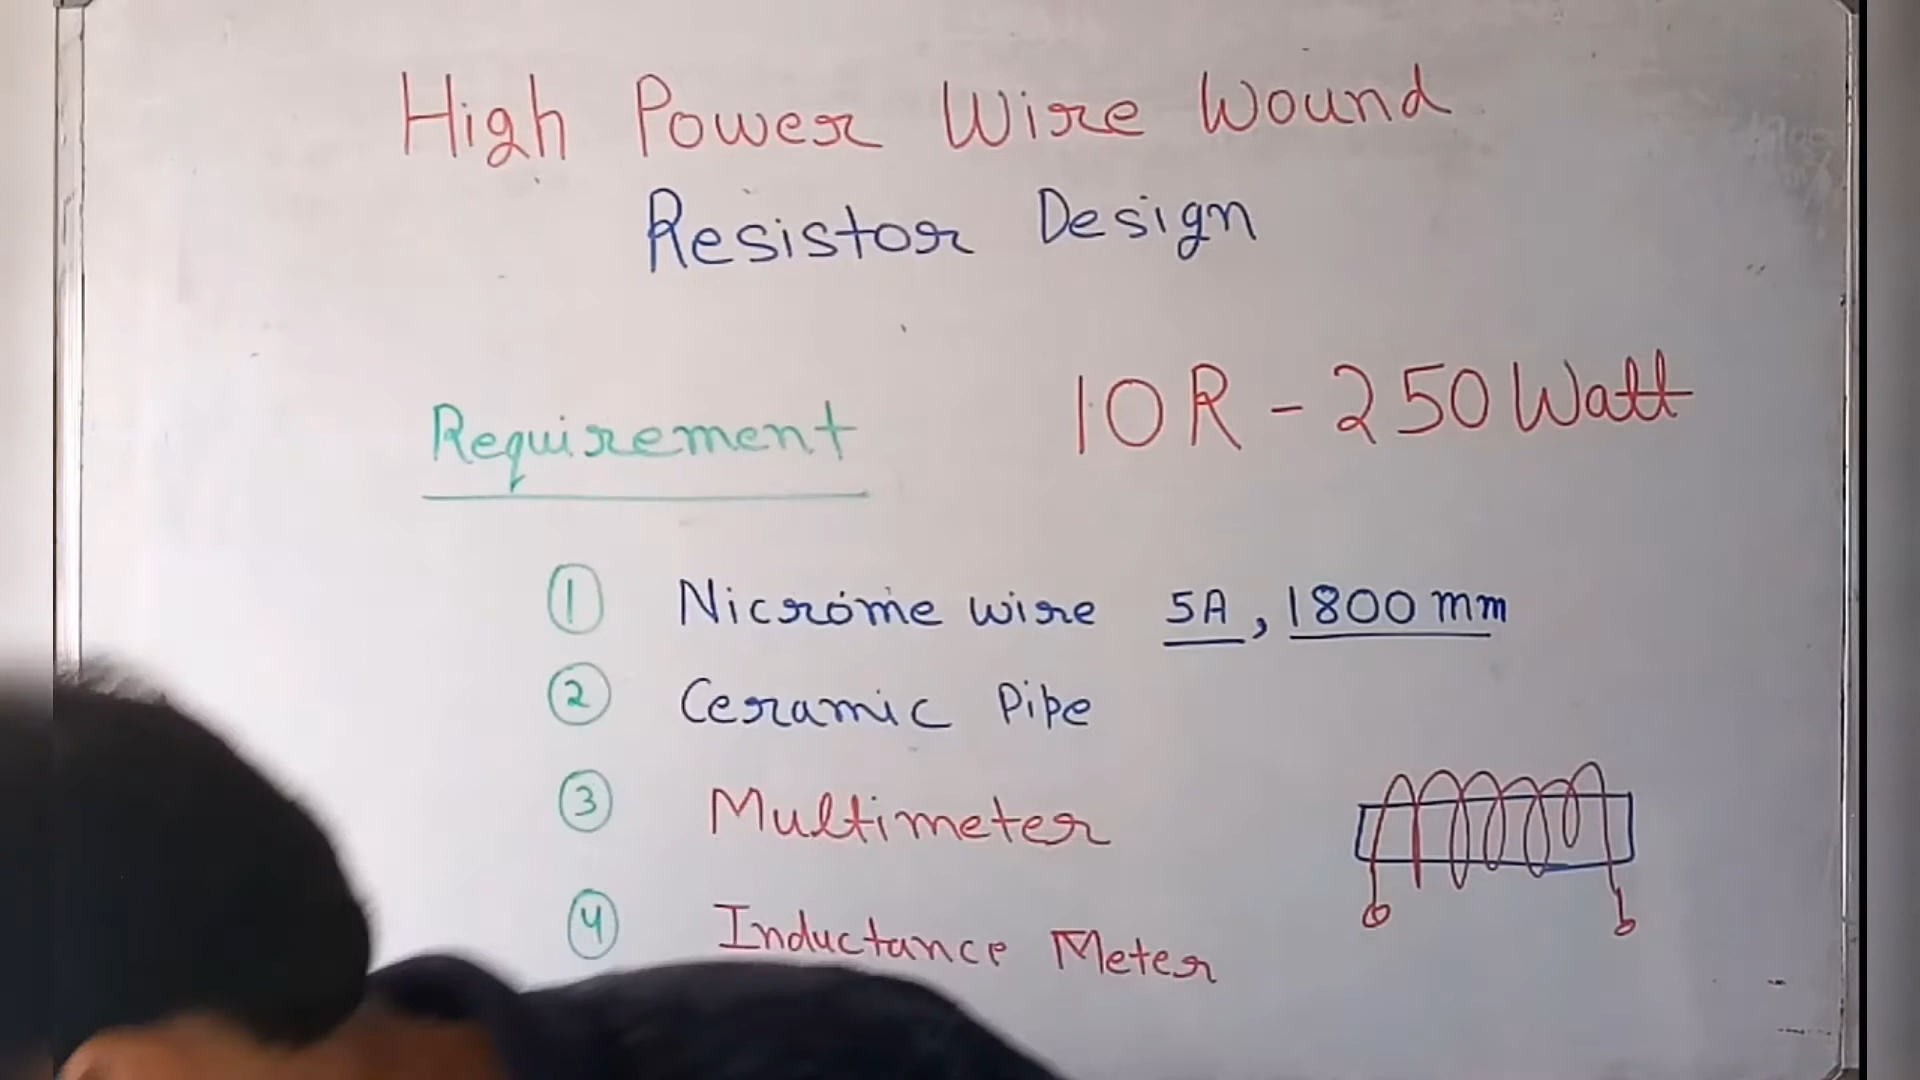 High Power Wire Wound
Resistor Design
10R - 250 Watt
Requirement
1 Nicrome wire 5A, 1800 mm
2 Ceramic Pipe
3 Multimeter
4 Inductance Meter